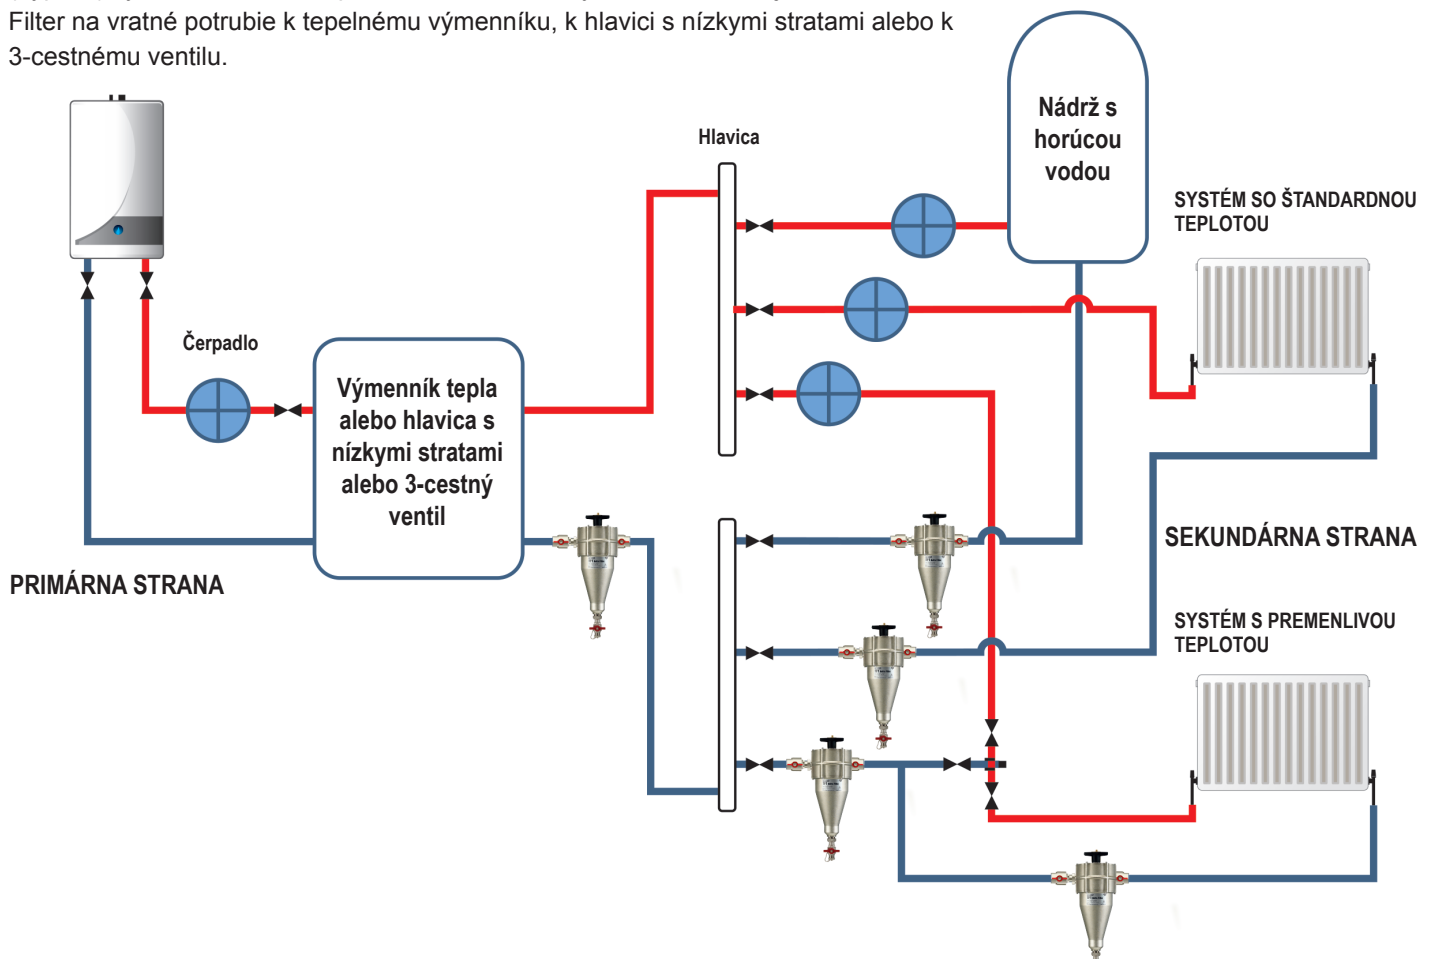 Filter na vratné potrubie k tepelnému výmenníku, k hlavici s nízkymi stratami alebo k
3-cestnému ventilu.
Hlavica
Nádrž s
horúcou
vodou
SYSTÉM SO ŠTANDARDNOU
TEPLOTOU
Čerpadlo
Výmenník tepla
alebo hlavica s
nízkymi stratami
alebo 3-cestný
ventil
SEKUNDÁRNA STRANA
PRIMÁRNA STRANA
SYSTÉM S PREMENLIVOU
TEPLOTOU